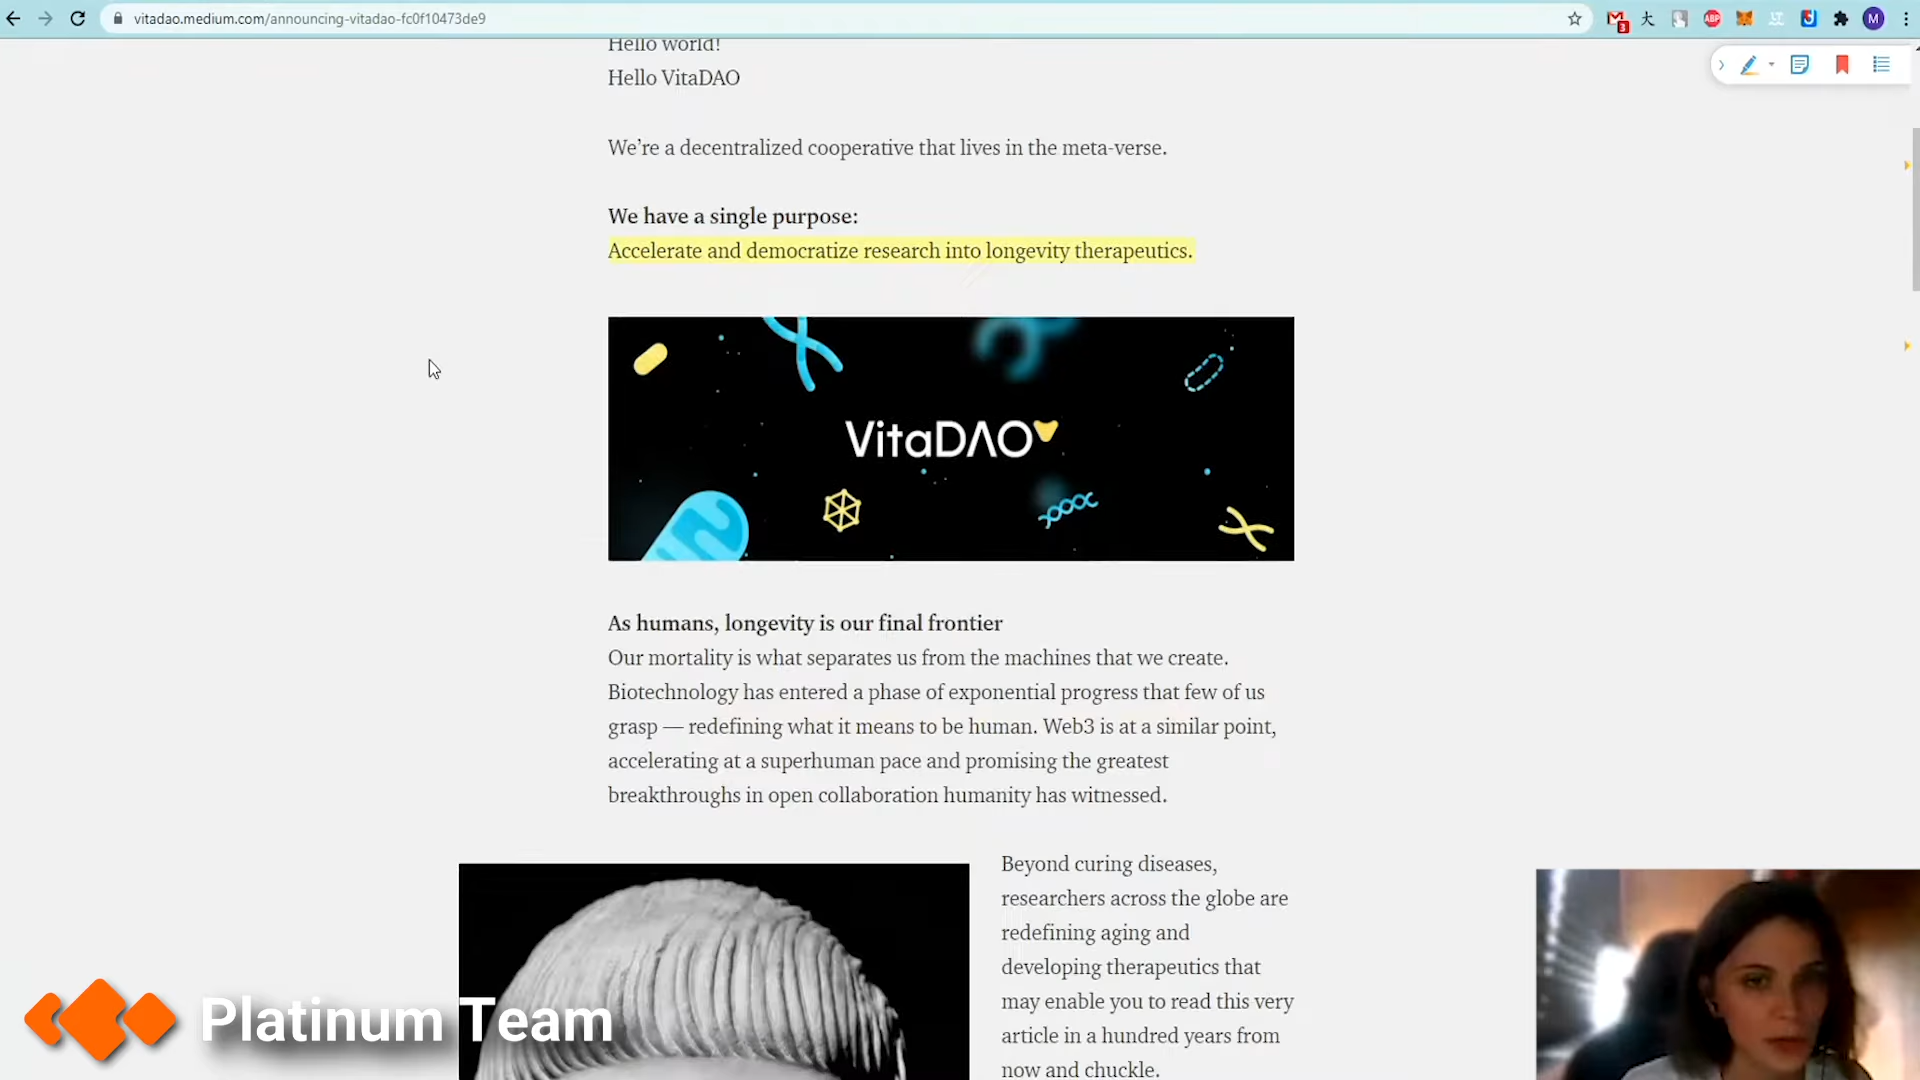 vitadao.medium.com/announcing-vitadao-fc0f10473de9
3
ABP
M
Hello world!
Hello VitaDAO
We’re a decentralized cooperative that lives in the meta-verse.
We have a single purpose:
Accelerate and democratize research into longevity therapeutics.
VitaDAO
As humans, longevity is our final frontier
Our mortality is what separates us from the machines that we create.
Biotechnology has entered a phase of exponential progress that few of us
grasp — redefining what it means to be human. Web3 is at a similar point,
accelerating at a superhuman pace and promising the greatest
breakthroughs in open collaboration humanity has witnessed.
Beyond curing diseases,
researchers across the globe are
redefining aging and
developing therapeutics that
may enable you to read this very
article in a hundred years from
now and chuckle.
Platinum Team